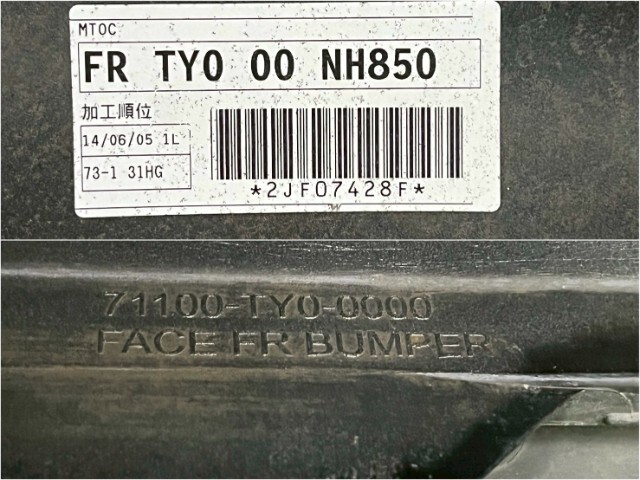 MTOC
FR TY0 00 NH850
加工順位
14/06/05 1L
73-1 31HG
*2JF07428F*
71100-TY0-0000
FACE FR BUMPER